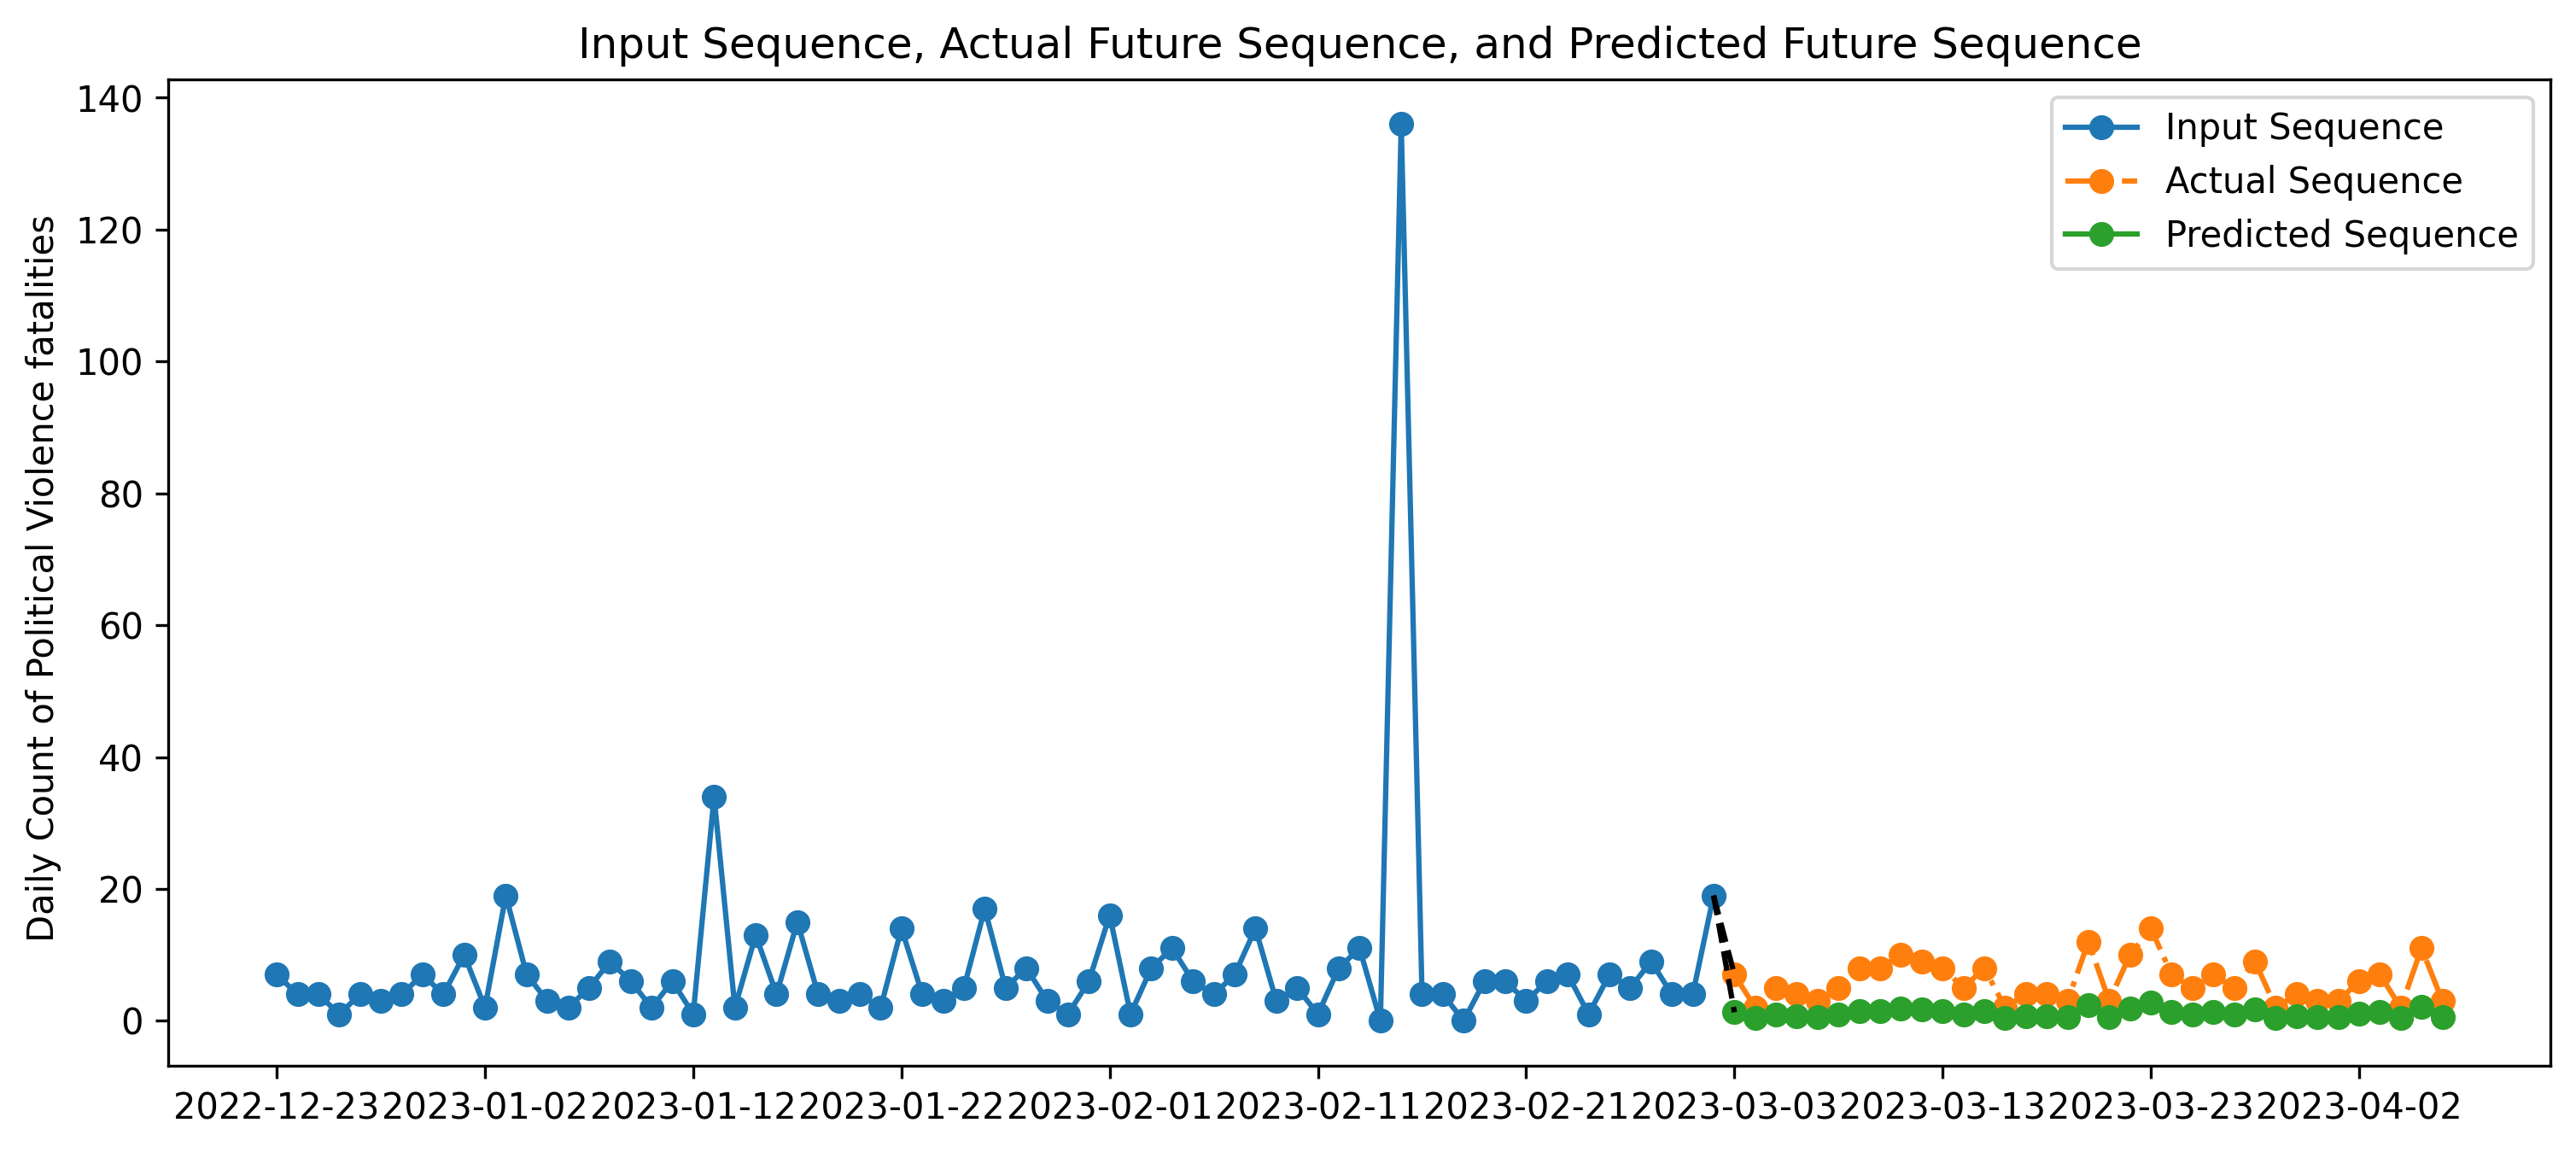 Input Sequence, Actual Future Sequence, and Predicted Future Sequence
Daily Count of Political Violence fatalities
140
120
100
80
60
40
20
0
Input Sequence
Actual Sequence
Predicted Sequence
2022-12-23 2023-01-02 2023-01-12 2023-01-22 2023-02-01 2023-02-11 2023-02-21 2023-03-03 2023-03-13 2023-03-23 2023-04-02